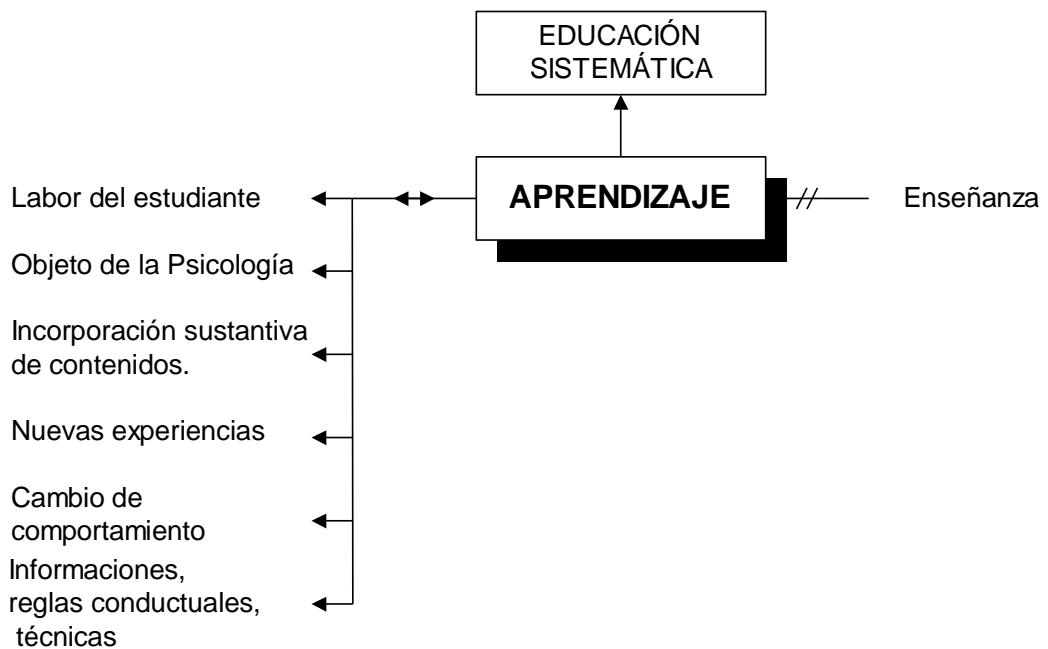 EDUCACIÓN
SISTEMÁTICA
APRENDIZAJE
Enseñanza
Labor del estudiante
Objeto de la Psicología
Incorporación sustantiva
de contenidos.
Nuevas experiencias
Cambio de
comportamiento
Informaciones,
reglas conductuales,
técnicas